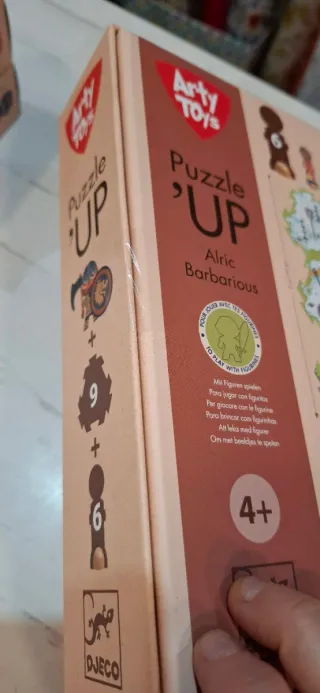 Arty
TOYS
Puzzle
'UP
+
9
+
6
DJECO
Arty
TOYS
Puzzle
'UP
Alric
Barbarious
POUR JOUER AVEC TES FIGURINES
TO PLAY WITH FIGURINES
Mit Figuren spielen
Para jugar con figuritas
Per giocare con le figurine
Para brincar com figurinhas
Att leka med figurer
Om met beeldjes te spelen
4+
6